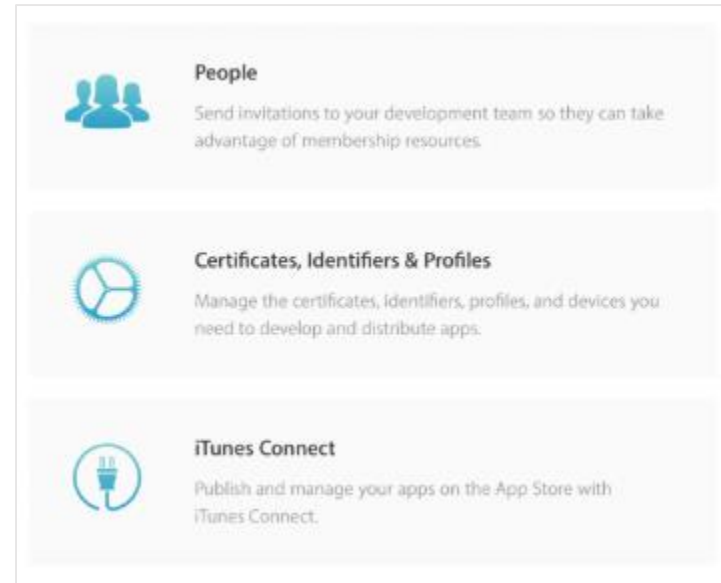 People
Send invitations to your development team so they can take
advantage of membership resources.
Certificates, Identifiers & Profiles
Manage the certificates, identifiers, profiles, and devices you
need to develop and distribute apps.
iTunes Connect
Publish and manage your apps on the App Store with
iTunes Connect.